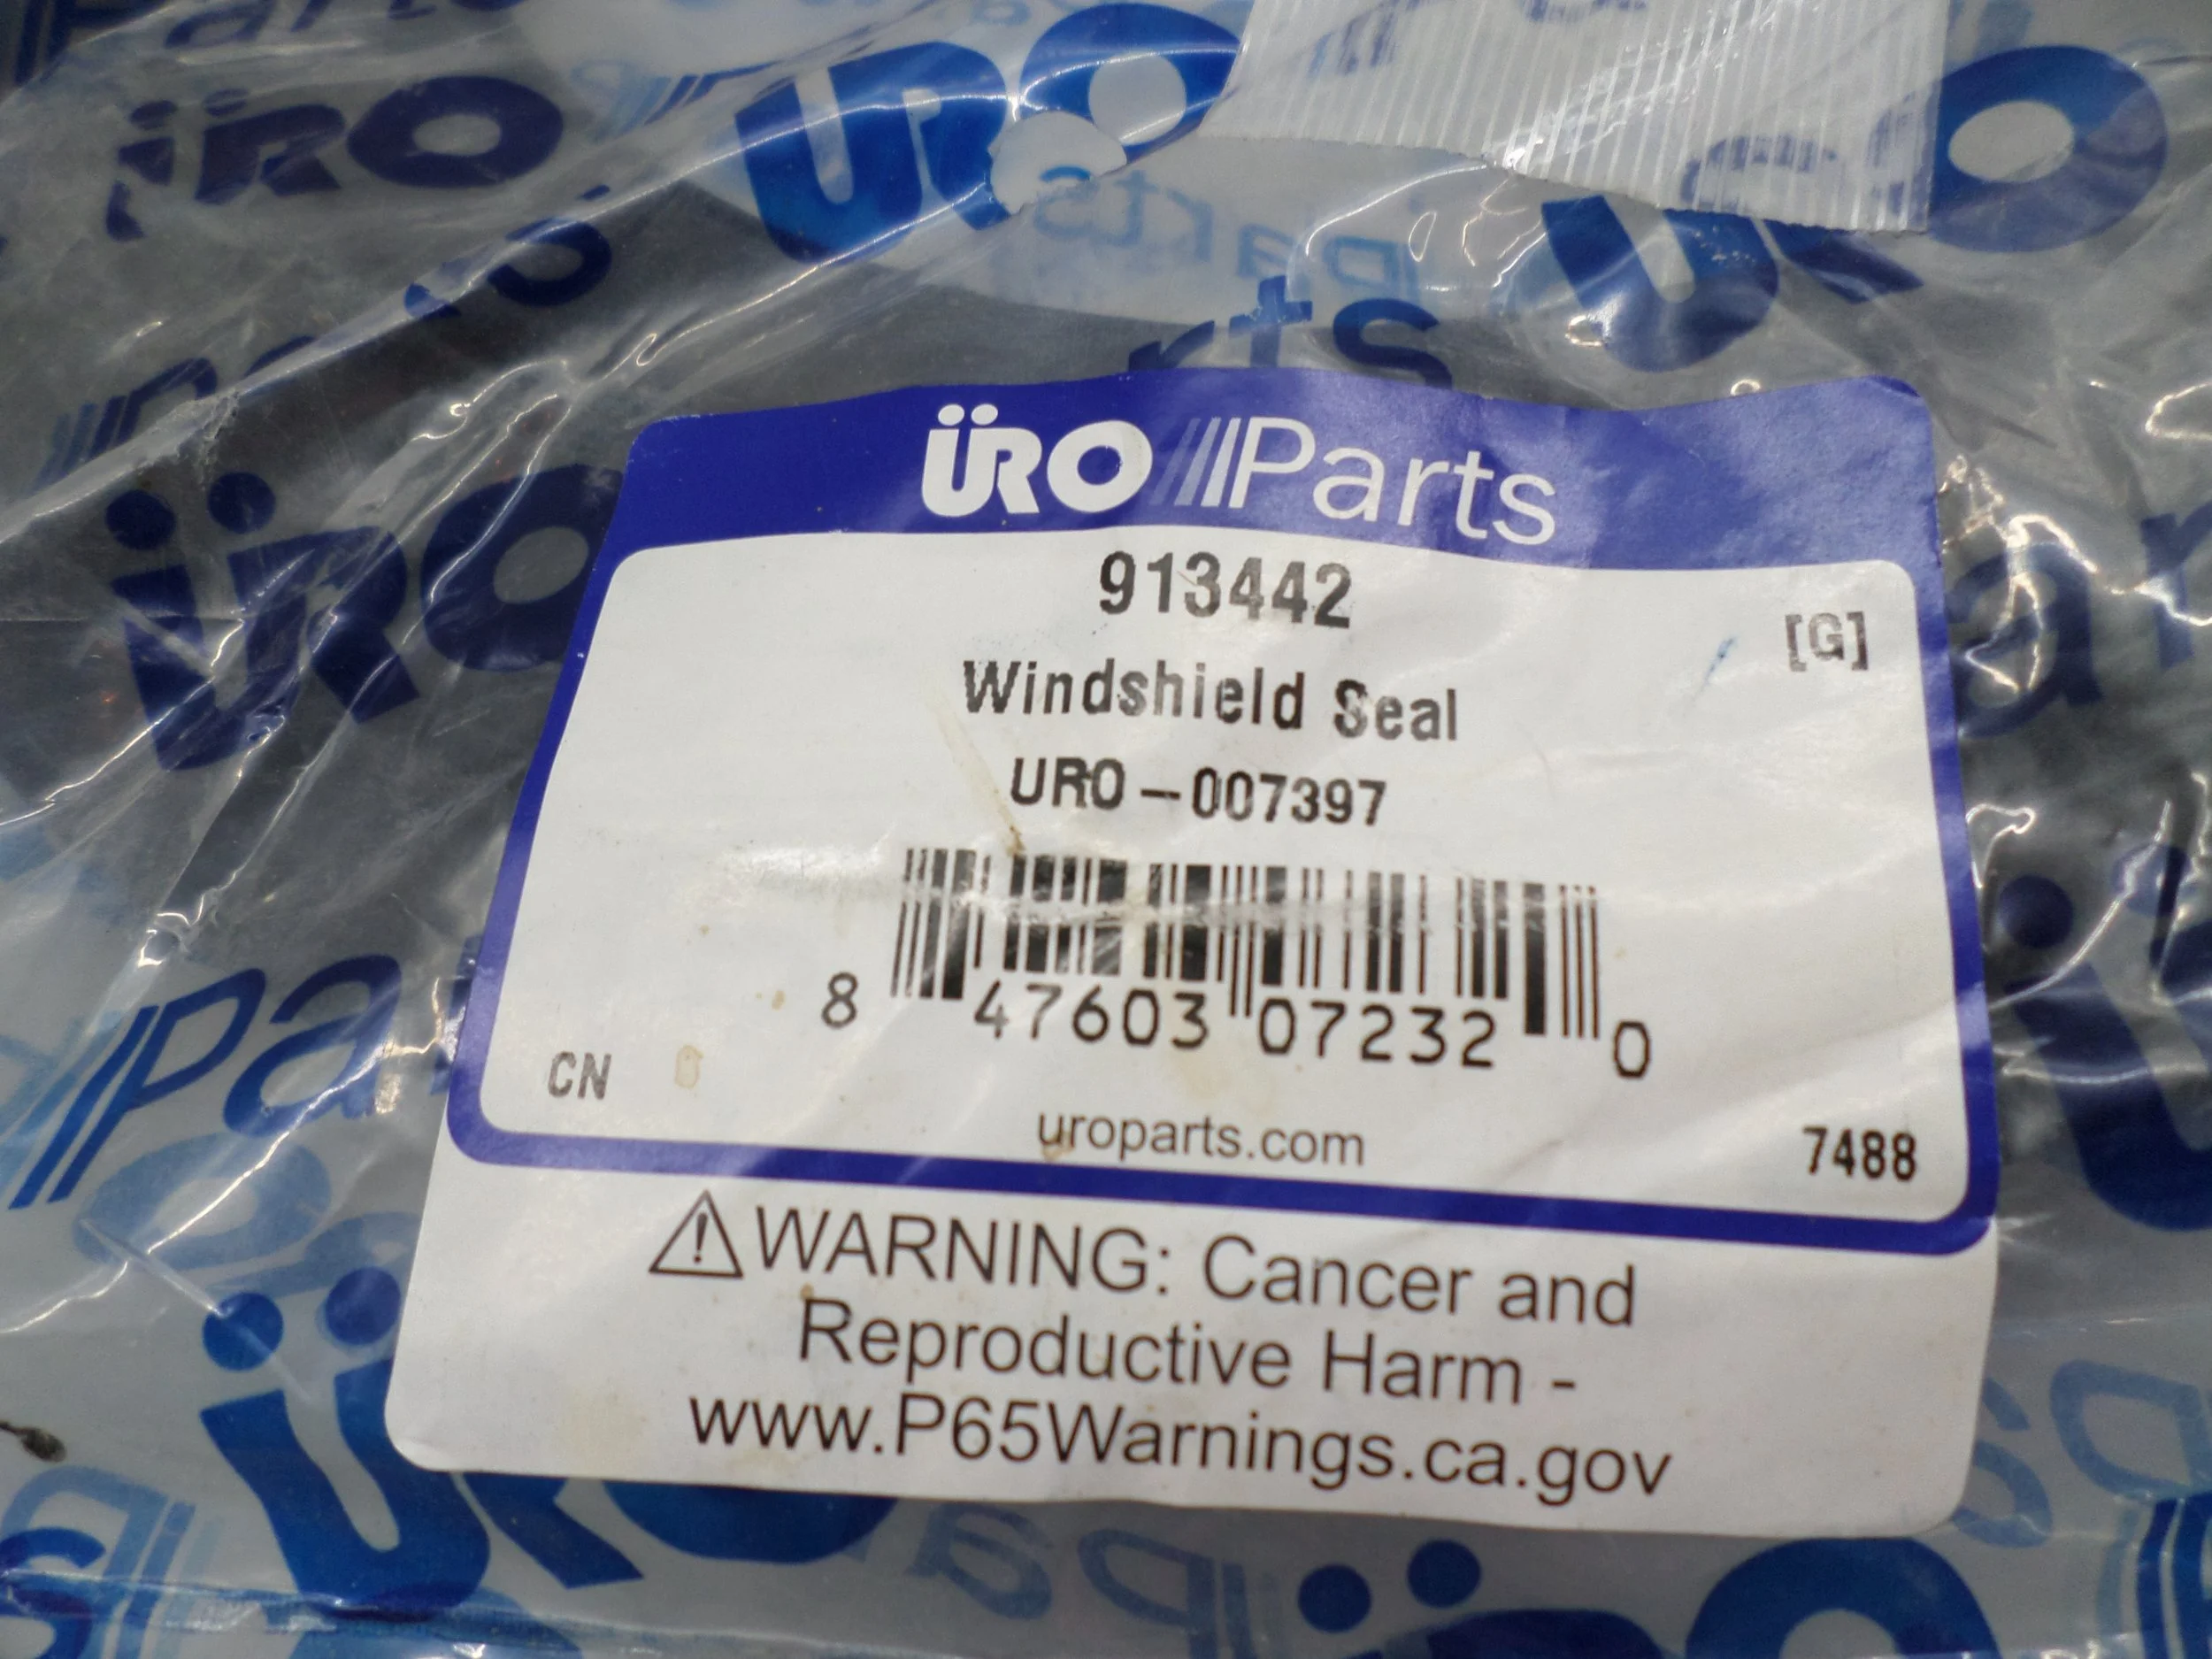 ÜRO Parts
913442
[G]
Windshield Seal
URO-007397
8 47603 07232 0
CN
uroparts.com
7488
WARNING: Cancer and
Reproductive Harm -
www.P65Warnings.ca.gov